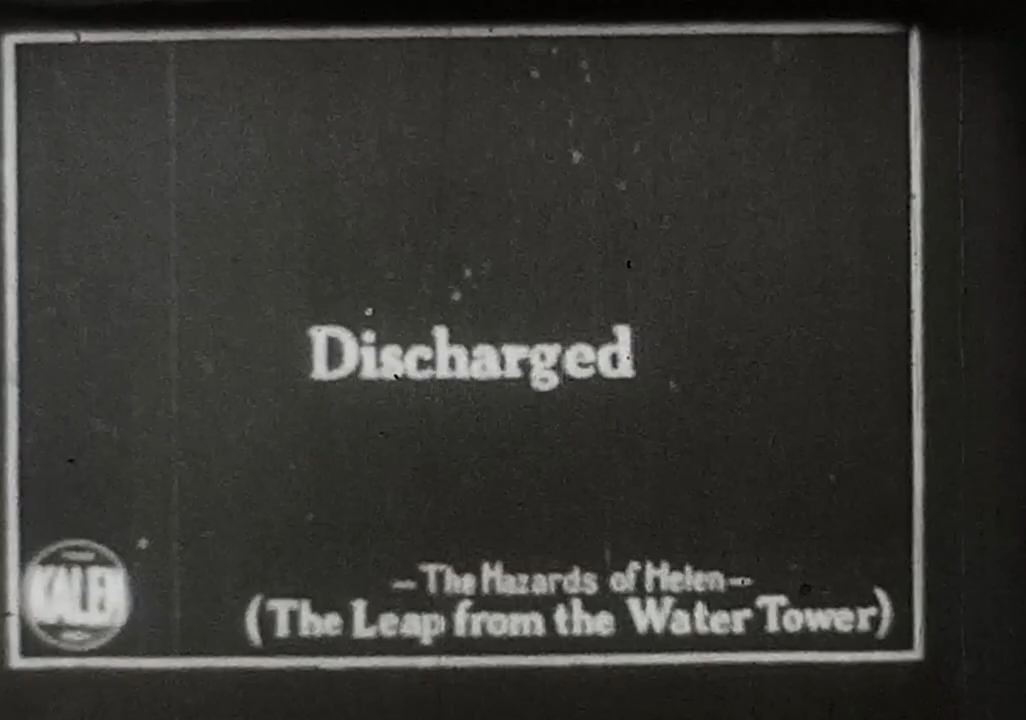 Discharged
KALEM
—The Hazards of Helen—
(The Leap from the Water Tower)